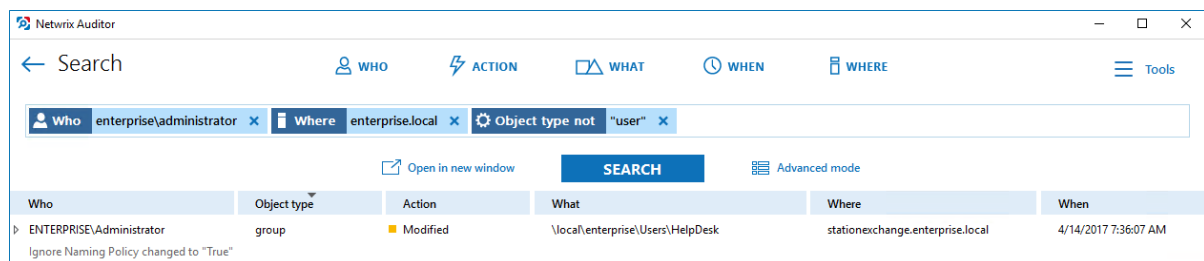 Netwrix Auditor
Search WHO ACTION WHAT WHEN WHERE Tools
Who enterprise\administrator Where enterprise.local Object type not "user"
Open in new window SEARCH Advanced mode
Who Object type Action What Where When
ENTERPRISE\Administrator group Modified \local\enterprise\Users\HelpDesk stationexchange.enterprise.local 4/14/2017 7:36:07 AM
Ignore Naming Policy changed to "True"